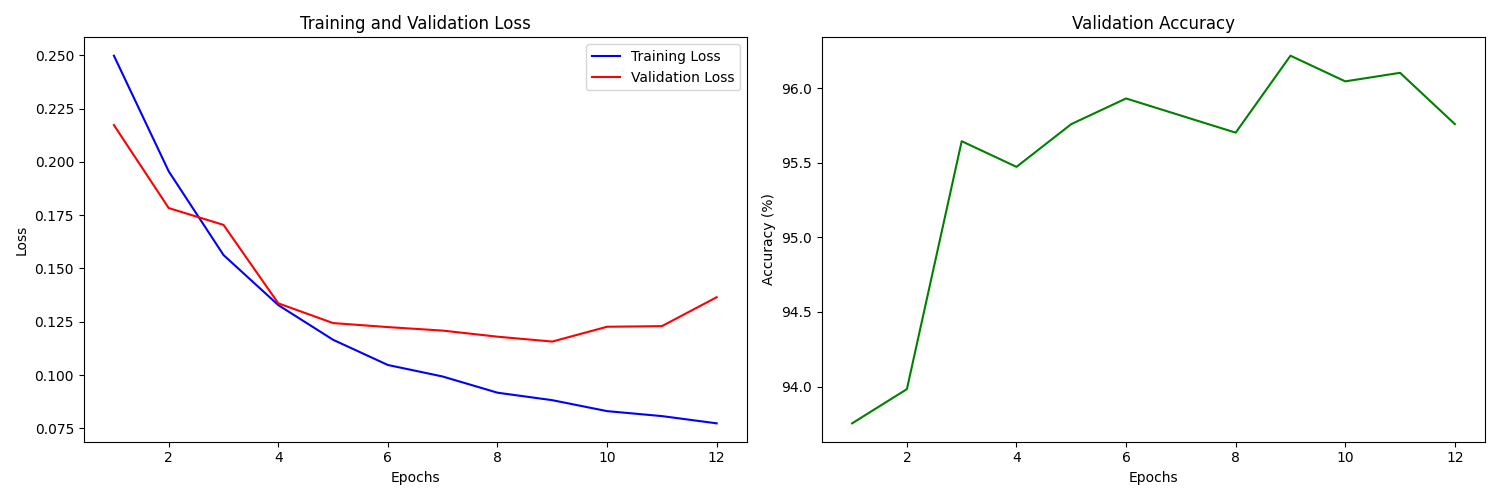 Training and Validation Loss
Training Loss
Validation Loss
0.250
0.225
0.200
0.175
0.150
0.125
0.100
0.075
Loss
2 4 6 8 10 12
Epochs
Validation Accuracy
96.0
95.5
95.0
94.5
94.0
Accuracy (%)
2 4 6 8 10 12
Epochs